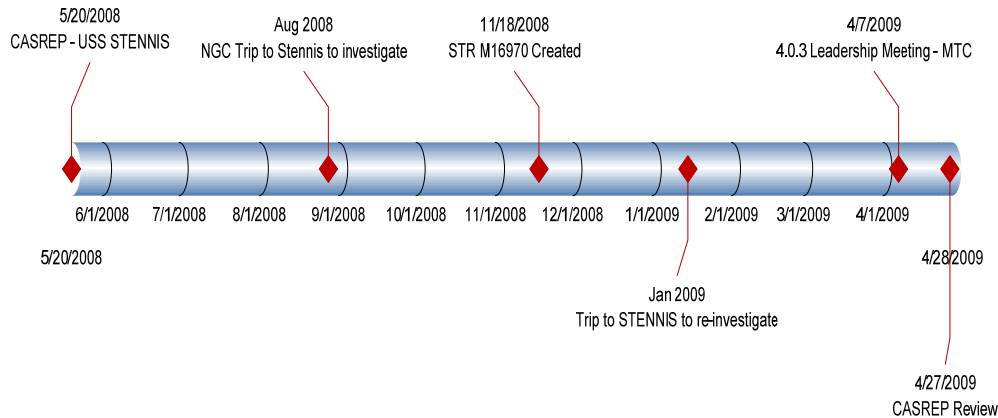 5/20/2008
CASREP - USS STENNIS
Aug 2008
NGC Trip to Stennis to investigate
11/18/2008
STR M16970 Created
4/7/2009
4.0.3 Leadership Meeting - MTC
6/1/2008
7/1/2008
8/1/2008
9/1/2008
10/1/2008
11/1/2008
12/1/2008
1/1/2009
2/1/2009
3/1/2009
4/1/2009
5/20/2008
4/28/2009
Jan 2009
Trip to STENNIS to re-investigate
4/27/2009
CASREP Review